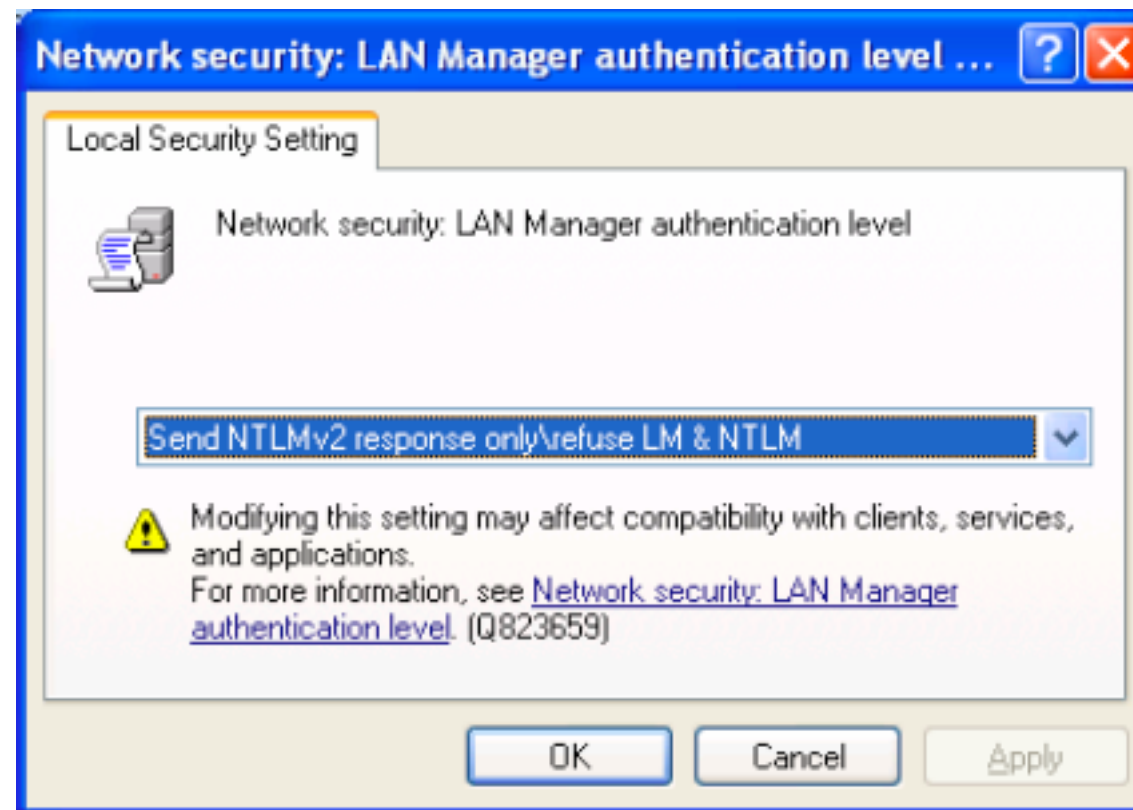 Network security: LAN Manager authentication level ...
Local Security Setting
Network security: LAN Manager authentication level
Send NTLMv2 response only\refuse LM & NTLM
Modifying this setting may affect compatibility with clients, services,
and applications.
For more information, see Network security: LAN Manager
authentication level. (Q823659)
OK Cancel Apply